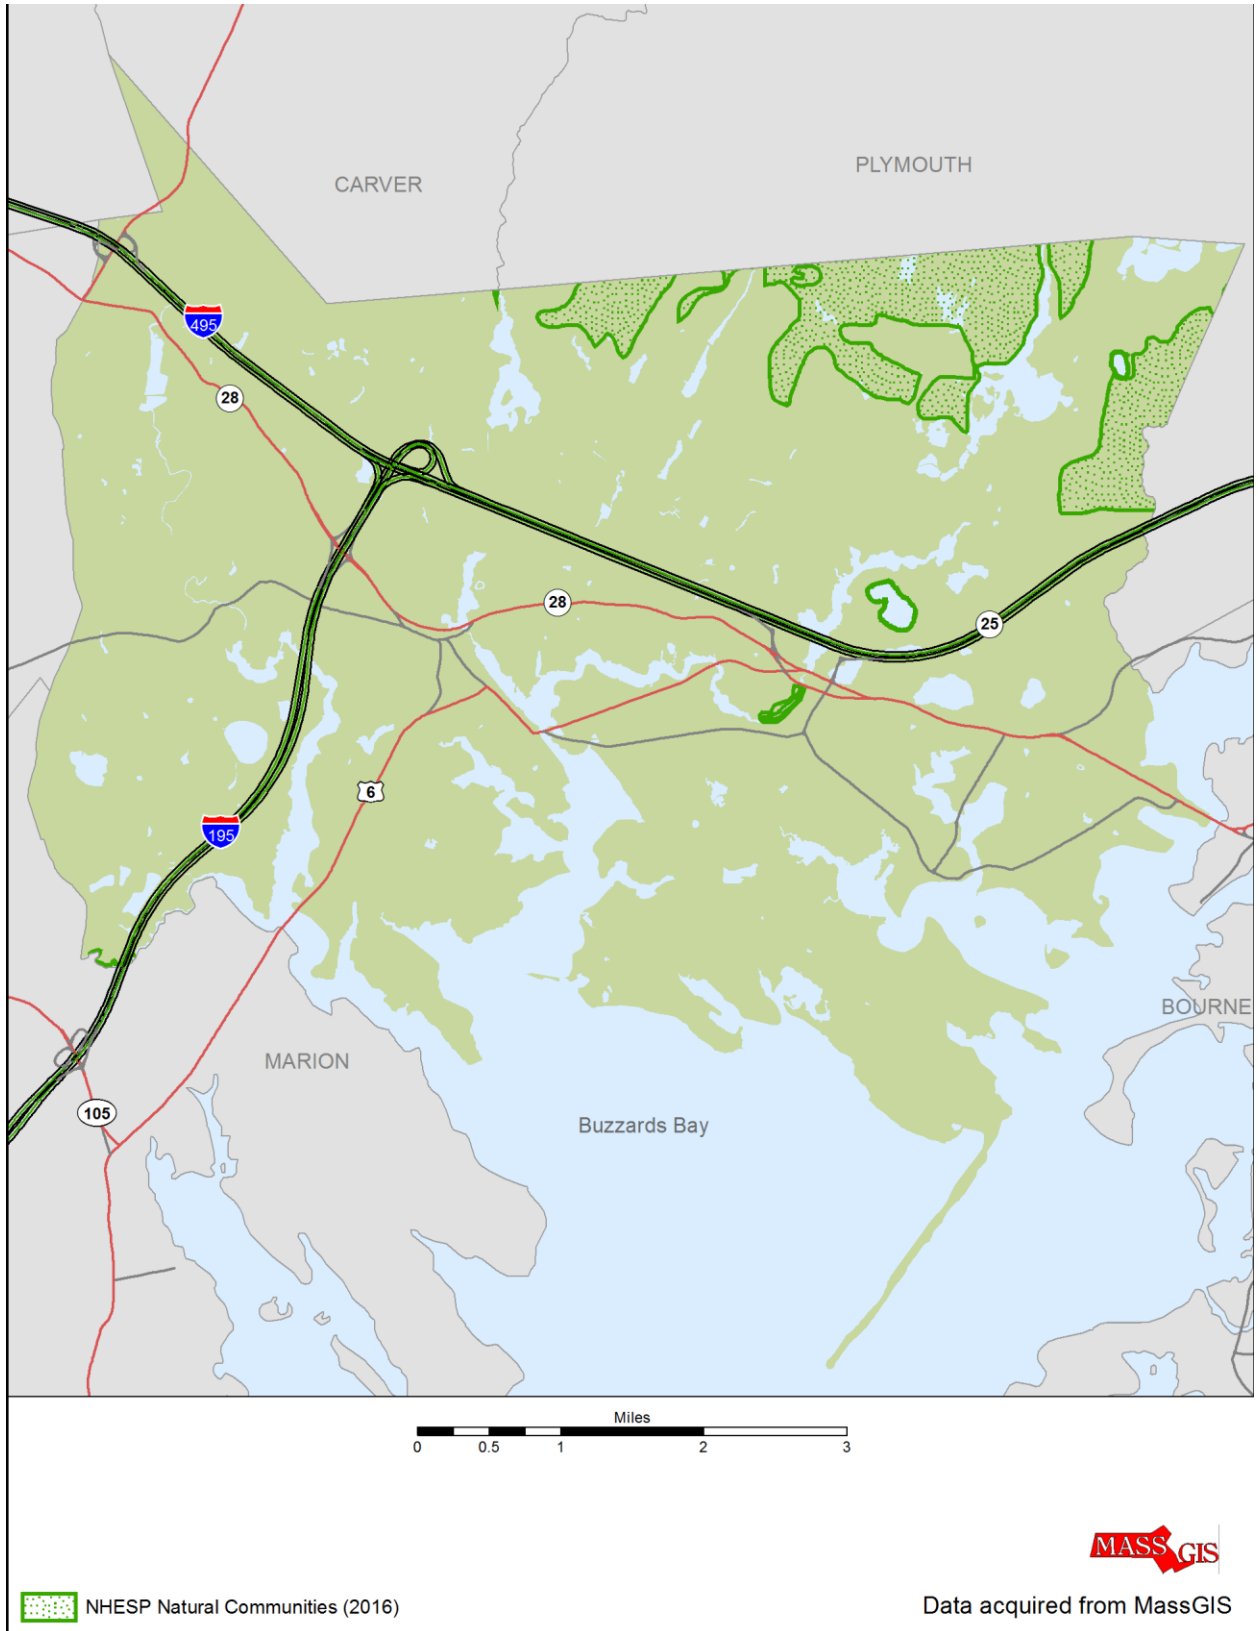 PLYMOUTH
CARVER
495
28
28
25
6
195
BOURNE
MARION
105
Buzzards Bay
Miles
0 0.5 1 2 3
MASS GIS
NHESP Natural Communities (2016)
Data acquired from MassGIS